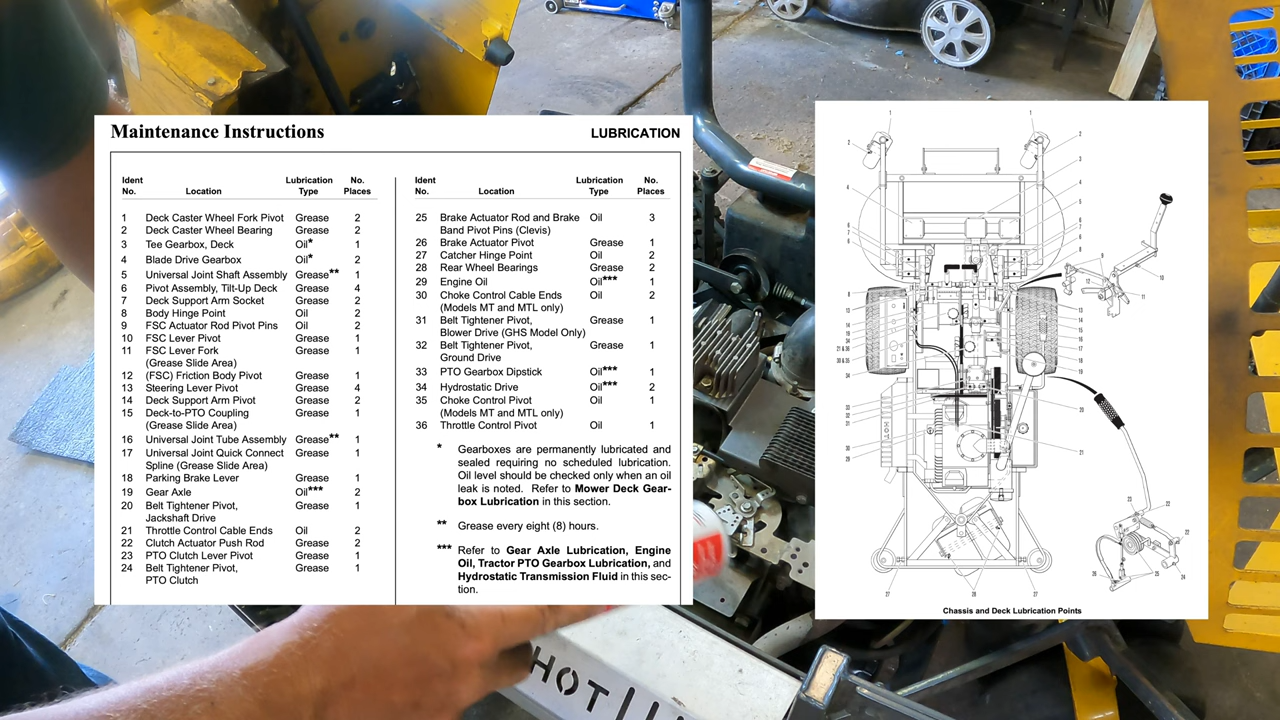 Maintenance Instructions LUBRICATION
Ident No. Location Lubrication Type No. Places
1 Deck Caster Wheel Fork Pivot Grease 2
2 Deck Caster Wheel Bearing Grease 2
3 Tee Gearbox, Deck Oil* 1
4 Blade Drive Gearbox Oil* 2
5 Universal Joint Shaft Assembly Grease** 1
6 Pivot Assembly, Tilt-Up Deck Grease 4
7 Deck Support Arm Socket Grease 2
8 Body Hinge Point Oil 2
9 FSC Actuator Rod Pivot Pins Oil 2
10 FSC Lever Pivot Grease 1
11 FSC Lever Fork Grease 1
(Grease Slide Area)
12 (FSC) Friction Body Pivot Grease 1
13 Steering Lever Pivot Grease 4
14 Deck Support Arm Pivot Grease 2
15 Deck-to-PTO Coupling Grease 1
(Grease Slide Area)
16 Universal Joint Tube Assembly Grease** 1
17 Universal Joint Quick Connect Grease 1
Spline (Grease Slide Area)
18 Parking Brake Lever Grease 1
19 Gear Axle Oil*** 2
20 Belt Tightener Pivot, Grease 1
Jackshaft Drive
21 Throttle Control Cable Ends Oil 2
22 Clutch Actuator Push Rod Grease 2
23 PTO Clutch Lever Pivot Grease 1
24 Belt Tightener Pivot, Grease 1
PTO Clutch
Ident No. Location Lubrication Type No. Places
25 Brake Actuator Rod and Brake Oil 3
Band Pivot Pins (Clevis)
26 Brake Actuator Pivot Grease 1
27 Catcher Hinge Point Oil 2
28 Rear Wheel Bearings Grease 2
29 Engine Oil Oil*** 1
30 Choke Control Cable Ends Oil 2
(Models MT and MTL only)
31 Belt Tightener Pivot, Grease 1
Blower Drive (GHS Model Only)
32 Belt Tightener Pivot, Grease 1
Ground Drive
33 PTO Gearbox Dipstick Oil*** 1
34 Hydrostatic Drive Oil*** 2
35 Choke Control Pivot Oil 1
(Models MT and MTL only)
36 Throttle Control Pivot Oil 1
* Gearboxes are permanently lubricated and
sealed requiring no scheduled lubrication.
Oil level should be checked only when an oil
leak is noted. Refer to Mower Deck Gear-
box Lubrication in this section.
** Grease every eight (8) hours.
*** Refer to Gear Axle Lubrication, Engine
Oil, Tractor PTO Gearbox Lubrication, and
Hydrostatic Transmission Fluid in this sec-
tion.
Chassis and Deck Lubrication Points
HOT